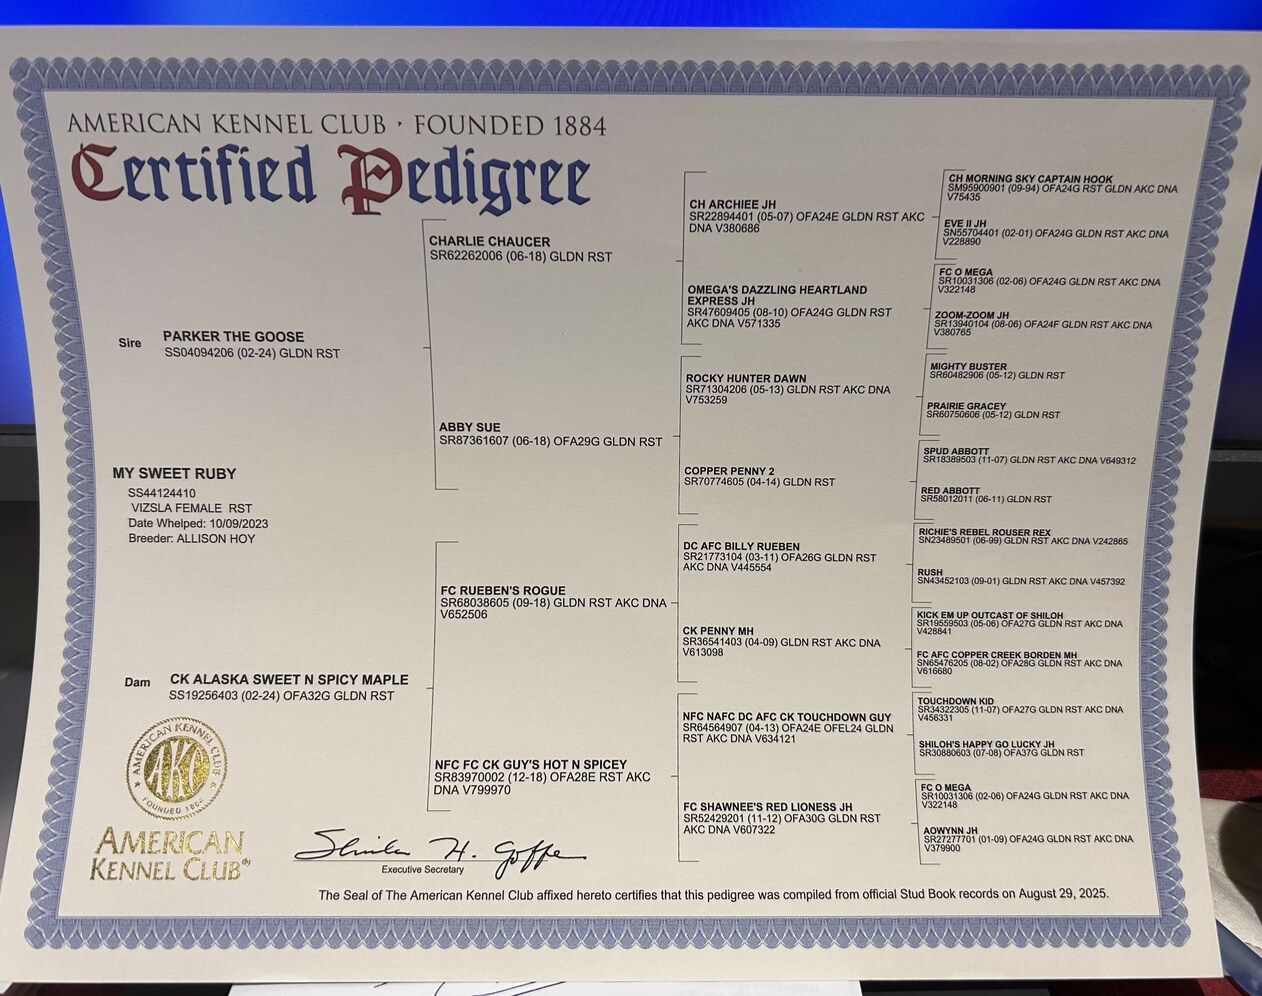 AMERICAN KENNEL CLUB · FOUNDED 1884
Certified Pedigree
Sire
PARKER THE GOOSE
SS04094206 (02-24) GLDN RST
MY SWEET RUBY
SS44124410
VIZSLA FEMALE RST
Date Whelped: 10/09/2023
Breeder: ALLISON HOY
Dam
CK ALASKA SWEET N SPICY MAPLE
SS19256403 (02-24) OFA32G GLDN RST
CHARLIE CHAUCER
SR62262006 (06-18) GLDN RST
ABBY SUE
SR87361607 (06-18) OFA29G GLDN RST
FC RUEBEN'S ROGUE
SR68038605 (09-18) GLDN RST AKC DNA
V652506
NFC FC CK GUY'S HOT N SPICEY
SR83970002 (12-18) OFA28E RST AKC
DNA V799970
CH ARCHIEE JH
SR22894401 (05-07) OFA24E GLDN RST AKC
DNA V380686
OMEGA'S DAZZLING HEARTLAND
EXPRESS JH
SR47609405 (08-10) OFA24G GLDN RST
AKC DNA V571335
ROCKY HUNTER DAWN
SR71304206 (05-13) GLDN RST AKC DNA
V753259
COPPER PENNY 2
SR70774605 (04-14) GLDN RST
DC AFC BILLY RUEBEN
SR21773104 (03-11) OFA26G GLDN RST
AKC DNA V445554
CK PENNY MH
SR36541403 (04-09) GLDN RST AKC DNA
V613098
NFC NAFC DC AFC CK TOUCHDOWN GUY
SR64564907 (04-13) OFA24E OFEL24 GLDN
RST AKC DNA V634121
FC SHAWNEE'S RED LIONESS JH
SR52429201 (11-12) OFA30G GLDN RST
AKC DNA V607322
CH MORNING SKY CAPTAIN HOOK
SM95900901 (09-94) OFA24G RST GLDN AKC DNA
V75435
EVE II JH
SN55704401 (02-01) OFA24G GLDN RST AKC DNA
V228890
FC O MEGA
SR10031306 (02-06) OFA24G GLDN RST AKC DNA
V322148
ZOOM-ZOOM JH
SR13940104 (08-06) OFA24F GLDN RST AKC DNA
V380765
MIGHTY BUSTER
SR60482906 (05-12) GLDN RST
PRAIRIE GRACEY
SR60750606 (05-12) GLDN RST
SPUD ABBOTT
SR18389503 (11-07) GLDN RST AKC DNA V649312
RED ABBOTT
SR58012011 (06-11) GLDN RST
RICHIE'S REBEL ROUSER REX
SN23489501 (06-99) GLDN RST AKC DNA V242865
RUSH
SN43452103 (09-01) GLDN RST AKC DNA V457392
KICK EM UP OUTCAST OF SHILOH
SR19559503 (05-06) OFA27G GLDN RST AKC DNA
V428841
FC AFC COPPER CREEK BORDEN MH
SN65476205 (08-02) OFA28G GLDN RST AKC DNA
V616680
TOUCHDOWN KID
SR34322305 (11-07) OFA27G GLDN RST AKC DNA
V456331
SHILOH'S HAPPY GO LUCKY JH
SR30880603 (07-08) OFA37G GLDN RST
FC O MEGA
SR10031306 (02-06) OFA24G GLDN RST AKC DNA
V322148
AOWYNN JH
SR27277701 (01-09) OFA24G GLDN RST AKC DNA
V379900
AMERICAN KENNEL CLUB
AKC
FOUNDED 1884
AMERICAN
KENNEL CLUB
Executive Secretary
The Seal of The American Kennel Club affixed hereto certifies that this pedigree was compiled from official Stud Book records on August 29, 2025.